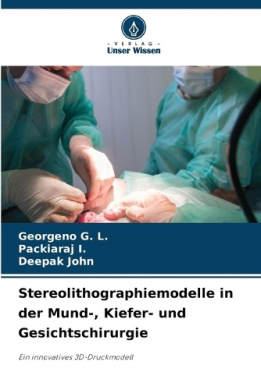 - VERLAG -
Unser Wissen
Georgeno G. L.
Packiaraj I.
Deepak John
Stereolithographiemodelle in
der Mund-, Kiefer- und
Gesichtschirurgie
Ein innovatives 3D-Druckmodell